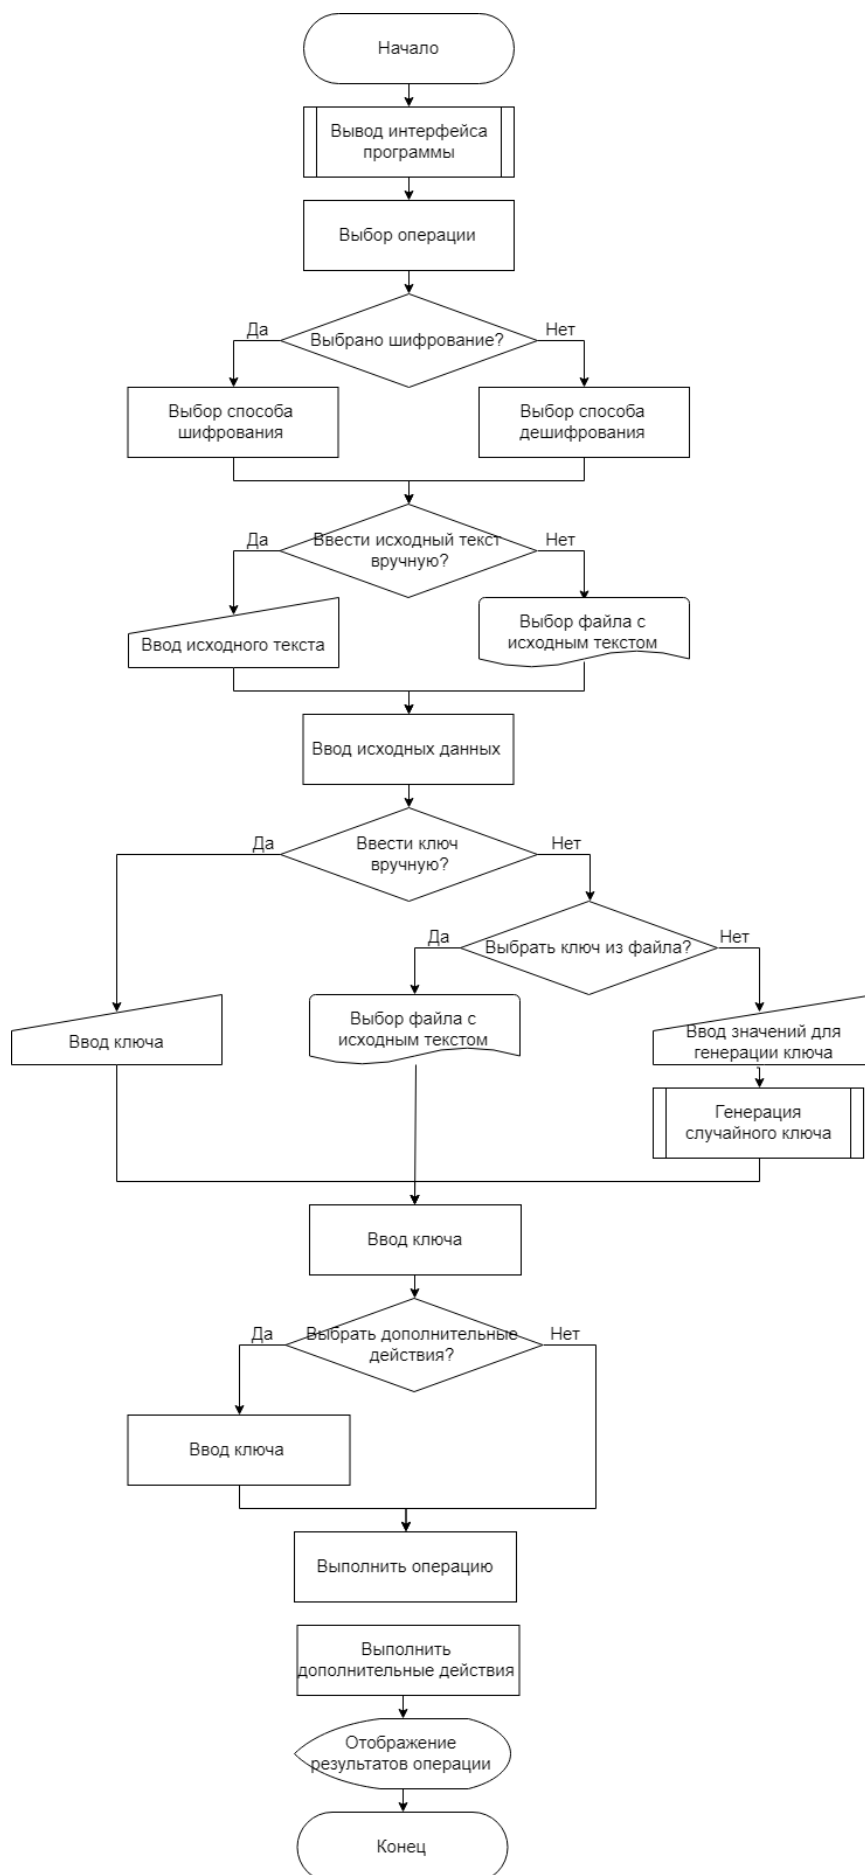 Начало
Вывод интерфейса
программы
Выбор операции
Да
Выбрано шифрование?
Нет
Выбор способа
шифрования
Выбор способа
дешифрования
Да
Ввести исходный текст
вручную?
Нет
Ввод исходного текста
Выбор файла с
исходным текстом
Ввод исходных данных
Да
Ввести ключ
вручную?
Нет
Да
Выбрать ключ из файла?
Нет
Ввод ключа
Выбор файла с
исходным текстом
Ввод значений для
генерации ключа
Генерация
случайного ключа
Ввод ключа
Да
Выбрать дополнительные
действия?
Нет
Ввод ключа
Выполнить операцию
Выполнить
дополнительные действия
Отображение
результатов операции
Конец